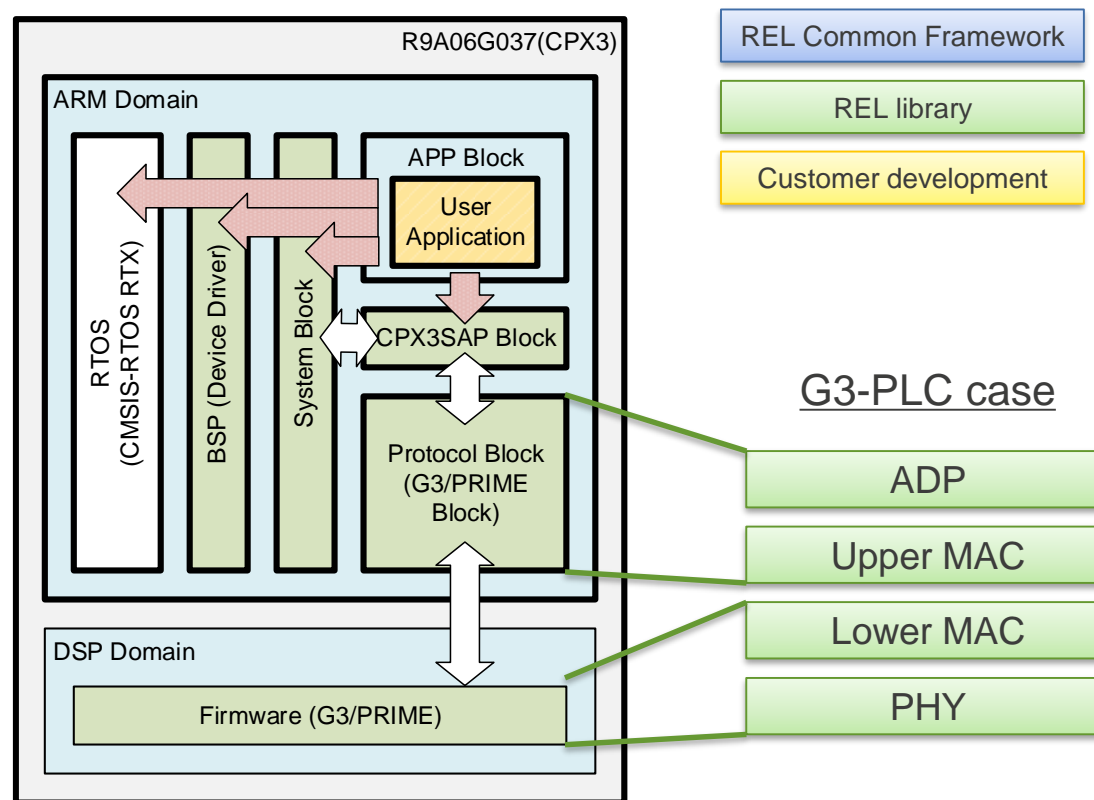 R9A06G037(CPX3)
ARM Domain
RTOS
(CMSIS-RTOS RTX)
BSP (Device Driver)
System Block
APP Block
User
Application
CPX3SAP Block
Protocol Block
(G3/PRIME
Block)
DSP Domain
Firmware (G3/PRIME)
REL Common Framework
REL library
Customer development
G3-PLC case
ADP
Upper MAC
Lower MAC
PHY